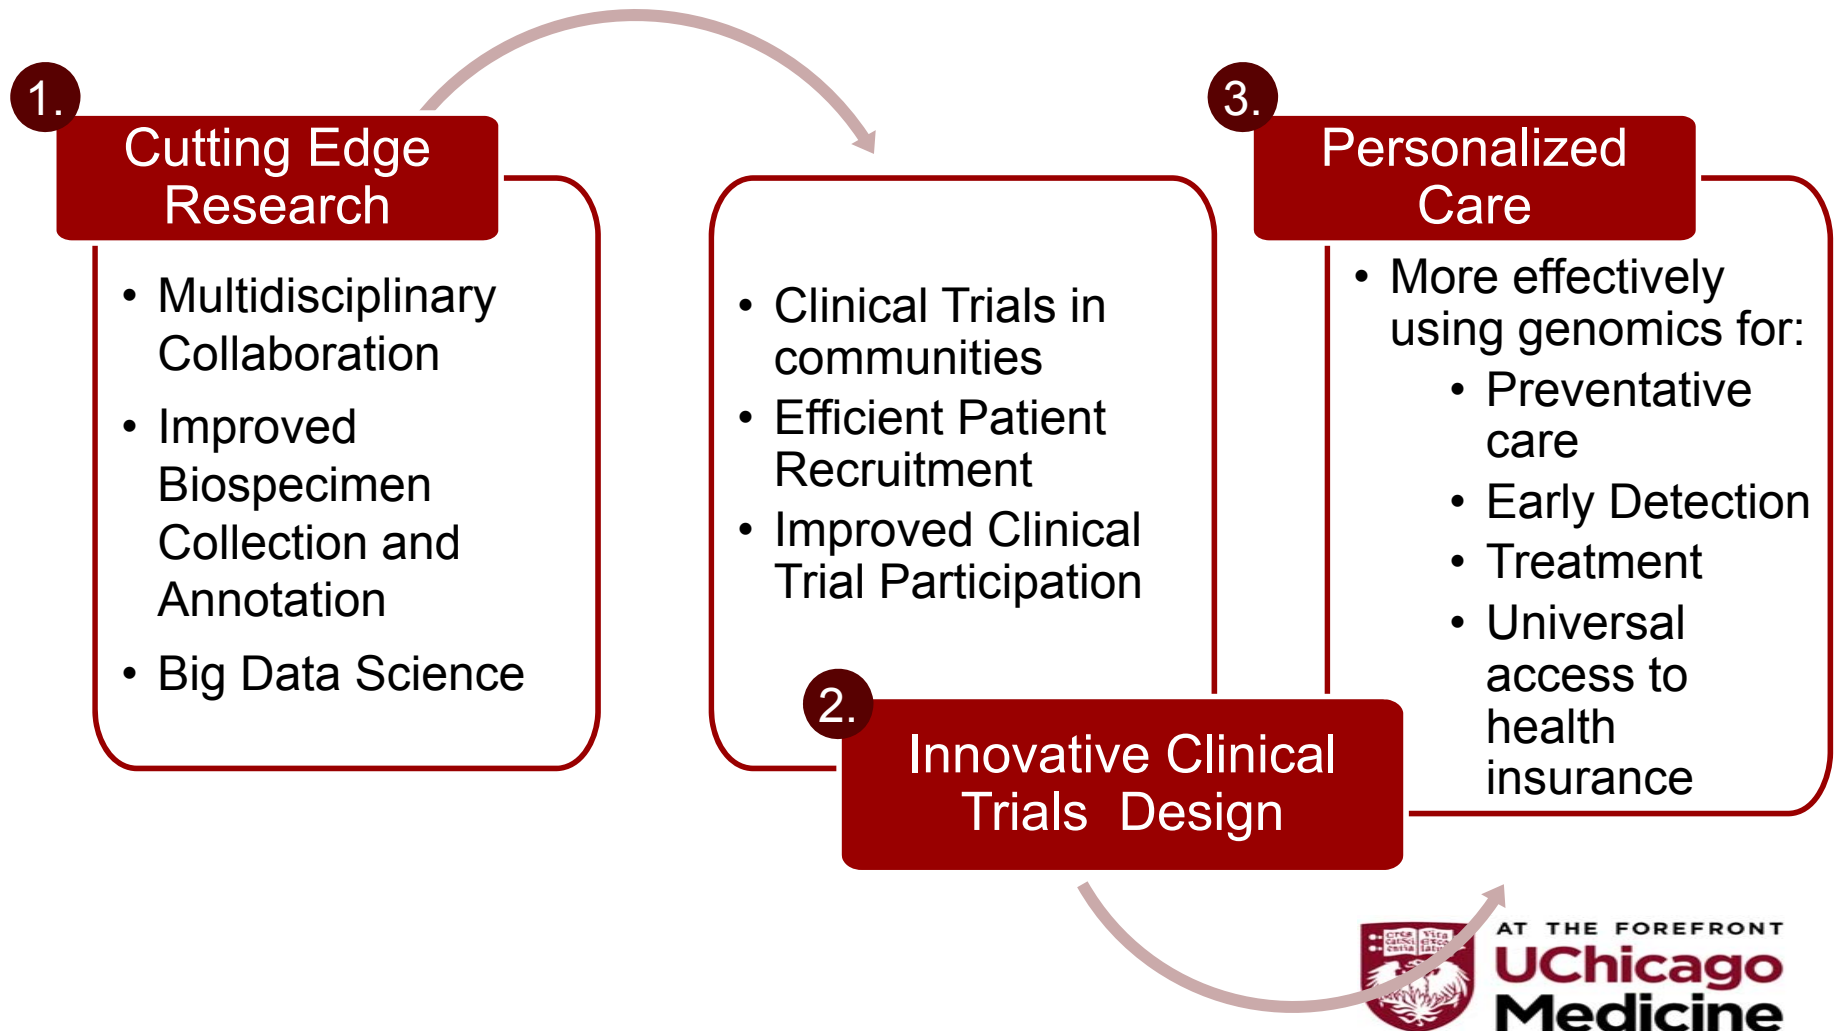 1.
Cutting Edge
Research
• Multidisciplinary
Collaboration
• Improved
Biospecimen
Collection and
Annotation
• Big Data Science
• Clinical Trials in
communities
• Efficient Patient
Recruitment
• Improved Clinical
Trial Participation
2.
Innovative Clinical
Trials Design
3.
Personalized
Care
• More effectively
using genomics for:
• Preventative
care
• Early Detection
• Treatment
• Universal
access to
health
insurance
AT THE FOREFRONT
UChicago
Medicine